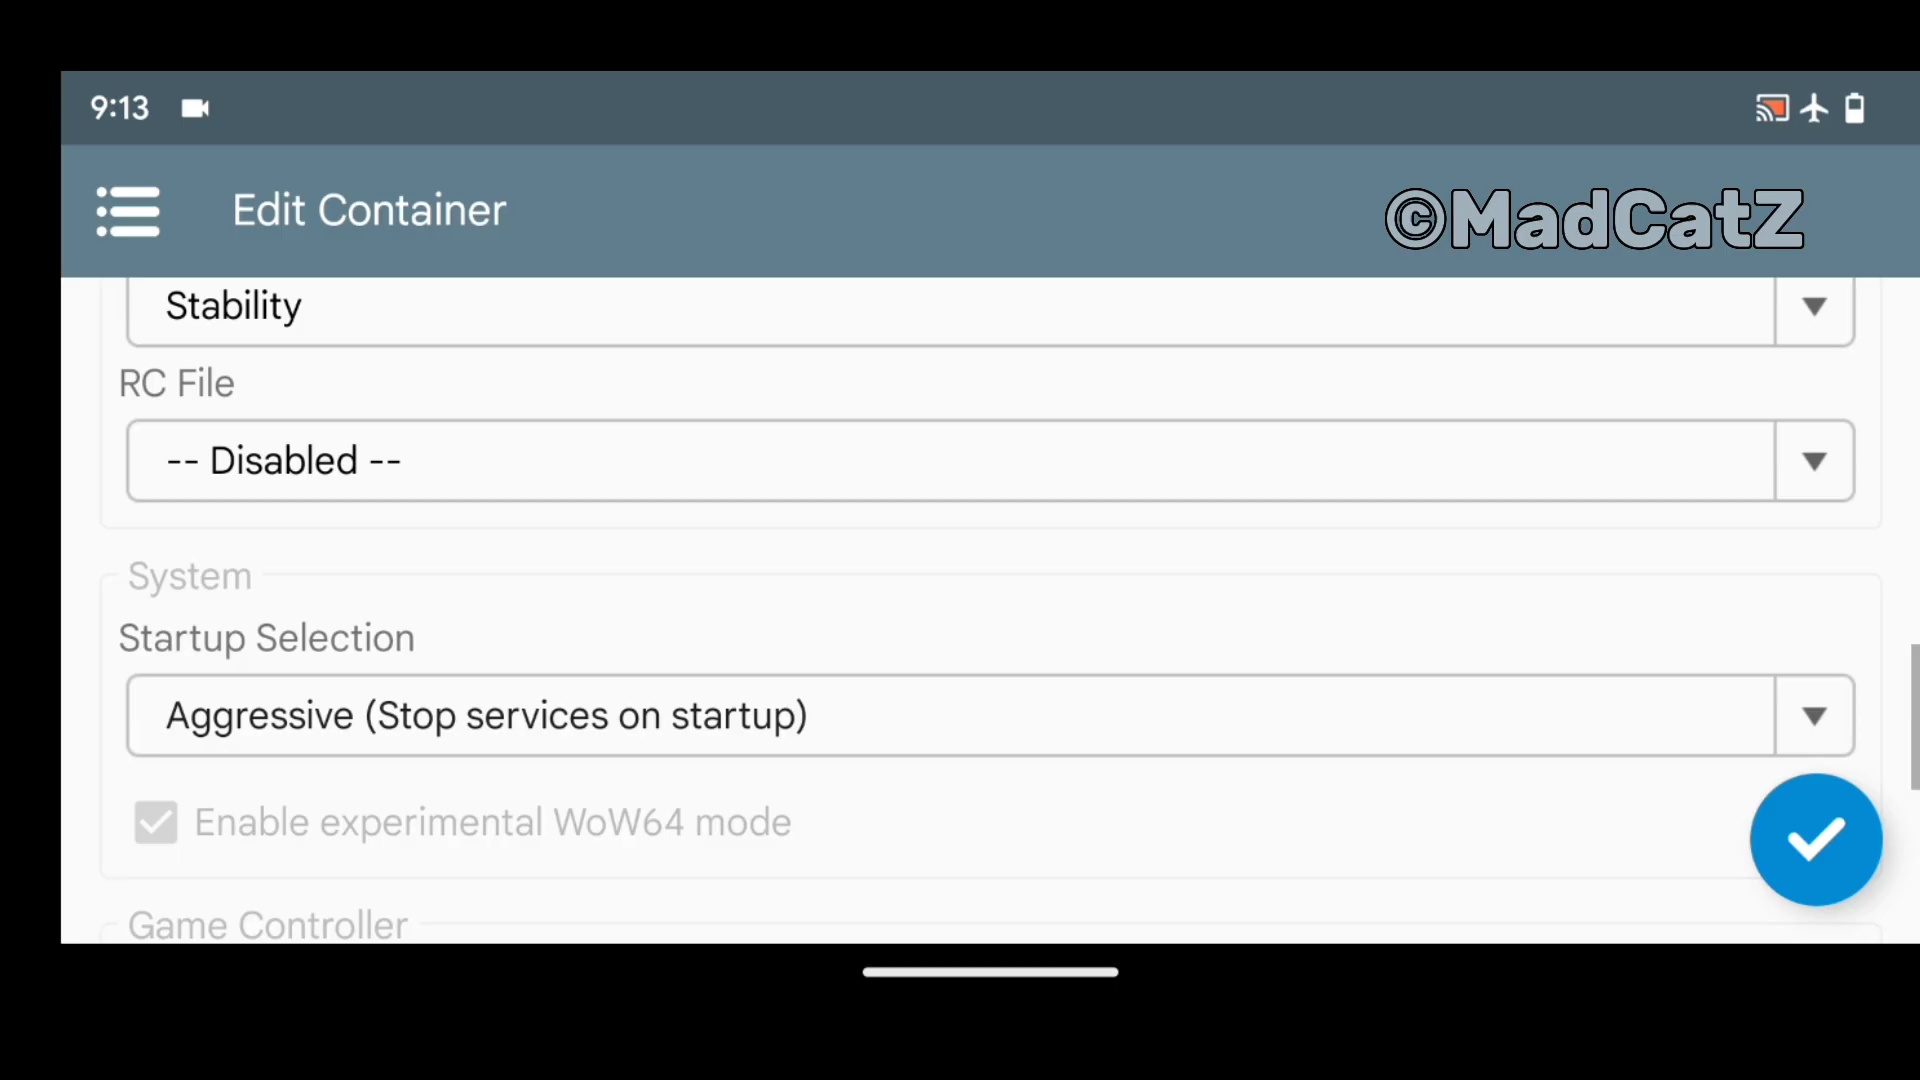 9:13
Edit Container
©MadCatZ
Stability
RC File
-- Disabled --
System
Startup Selection
Aggressive (Stop services on startup)
Enable experimental WoW64 mode
Game Controller